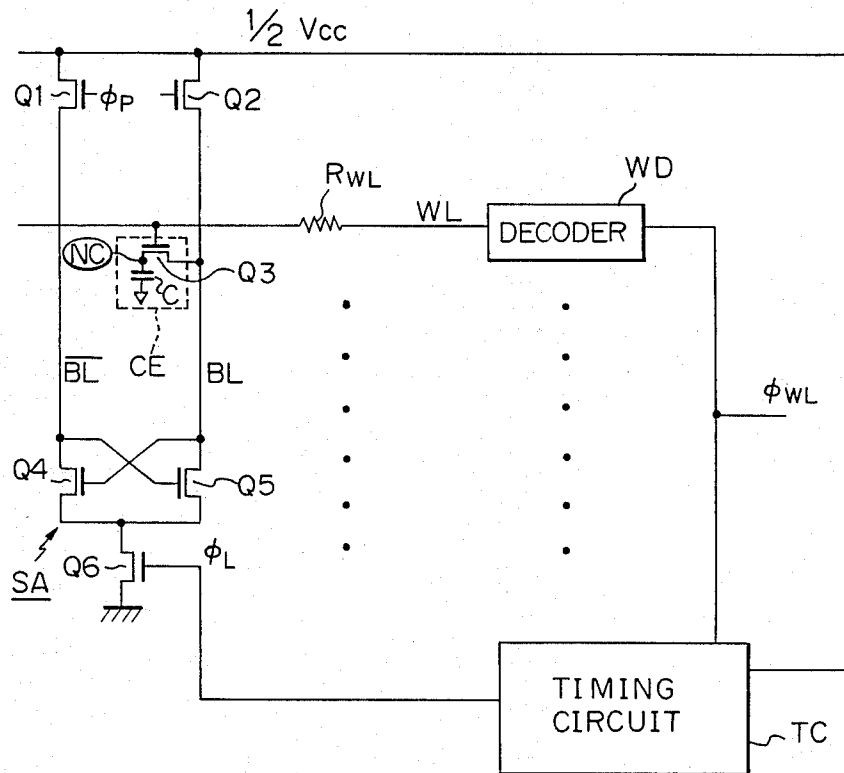 ½ Vcc
Q1
φP
Q2
RWL
WL
WD
DECODER
NC
Q3
C
CE
B̅L̅
BL
φWL
Q4
Q5
SA
Q6
φL
TIMING
CIRCUIT
TC